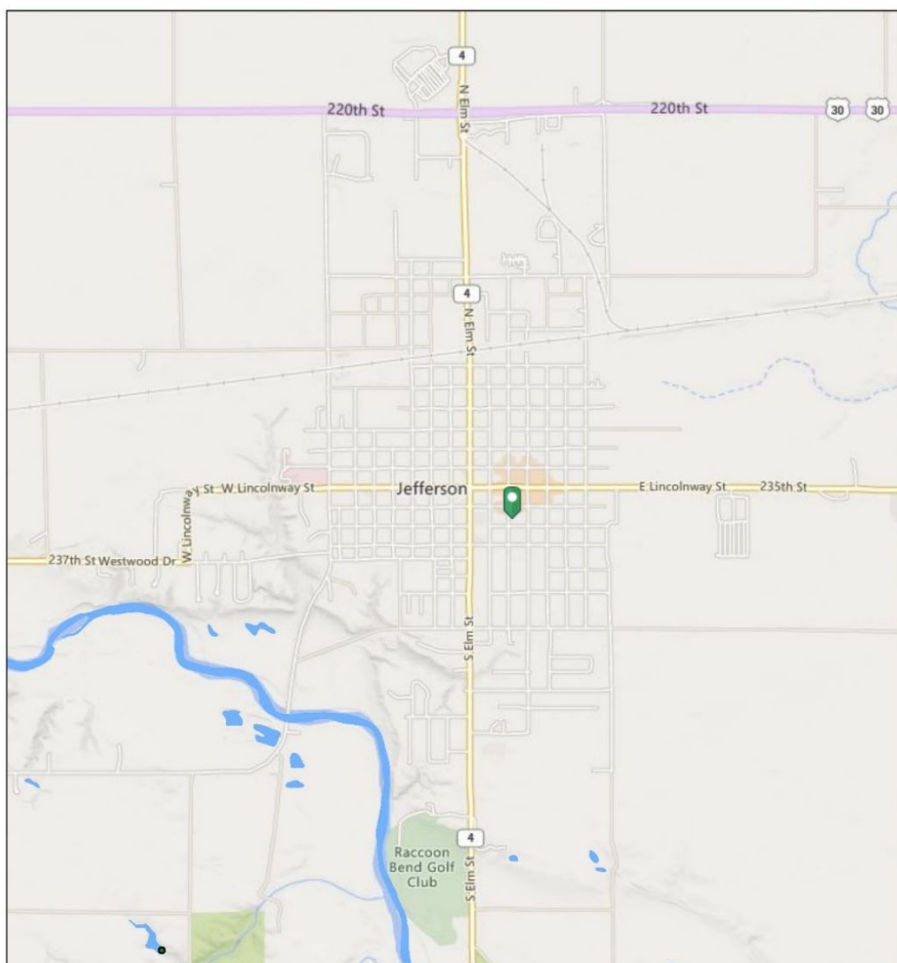 4
N Elm St
220th St
220th St
30
30
4
N Elm St
Jefferson
W Lincolnway St
y St
W Lincolnway
E Lincolnway St
235th St
237th St
Westwood Dr
S Elm St
4
Raccoon
Bend Golf
Club
S Elm St